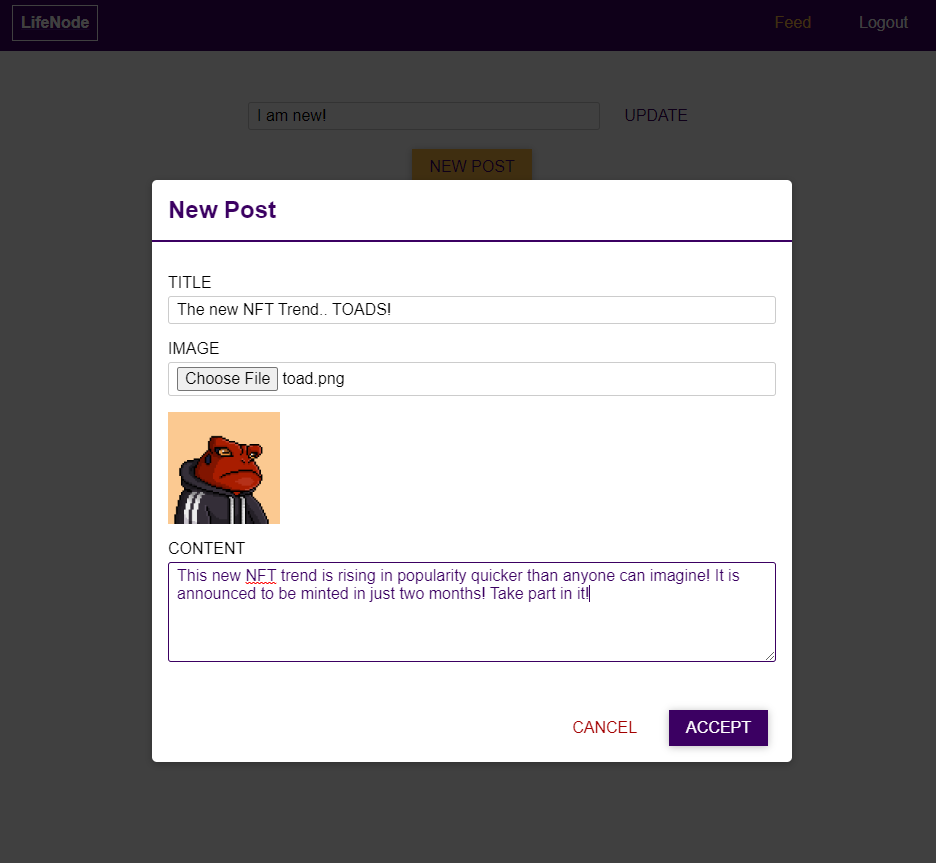 LifeNode
Feed
Logout
I am new!
UPDATE
NEW POST
New Post
TITLE
The new NFT Trend.. TOADS!
IMAGE
Choose File toad.png
CONTENT
This new NFT trend is rising in popularity quicker than anyone can imagine! It is
announced to be minted in just two months! Take part in it!
CANCEL
ACCEPT